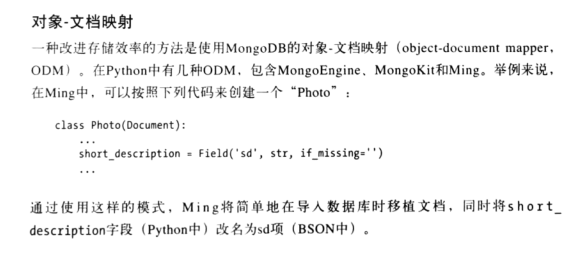 对象-文档映射
一种改进存储效率的方法是使用MongoDB的对象-文档映射（object-document mapper，
ODM）。在Python中有几种ODM，包含MongoEngine、MongoKit和Ming。举例来说，
在Ming中，可以按照下列代码来创建一个“Photo”：
class Photo(Document):
...
short_description = Field('sd', str, if_missing='')
...
通过使用这样的模式，Ming将简单地在导入数据库时移植文档，同时将short_
description字段（Python中）改名为sd项（BSON中）。